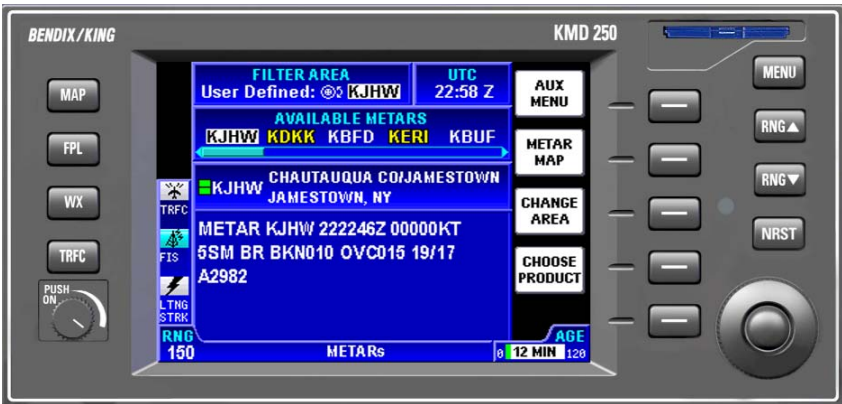 BENDIX/KING
KMD 250
MAP
FPL
WX
TRFC
PUSH
ON
FILTER AREA
User Defined: KJHW
UTC
22:58 Z
AVAILABLE METARS
KJHW KDKK KBFD KERI KBUF
KJHW CHAUTAUQUA CO/JAMESTOWN
JAMESTOWN, NY
METAR KJHW 222246Z 00000KT
5SM BR BKN010 OVC015 19/17
A2982
TRFC
FIS
LTNG
STRK
RNG
150
METARs
AGE
0 12 MIN 120
AUX
MENU
METAR
MAP
CHANGE
AREA
CHOOSE
PRODUCT
MENU
RNG▲
RNG▼
NRST